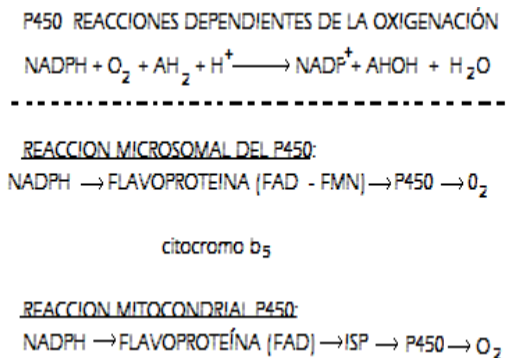 P450 REACCIONES DEPENDIENTES DE LA OXIGENACIÓN
NADPH + O₂ + AH₂ + H⁺ → NADP⁺ + AHOH + H₂O
REACCION MICROSOMAL DEL P450:
NADPH → FLAVOPROTEINA (FAD - FMN) → P450 → O₂
citocromo b₅
REACCION MITOCONDRIAL P450:
NADPH → FLAVOPROTEÍNA (FAD) → ISP → P450 → O₂